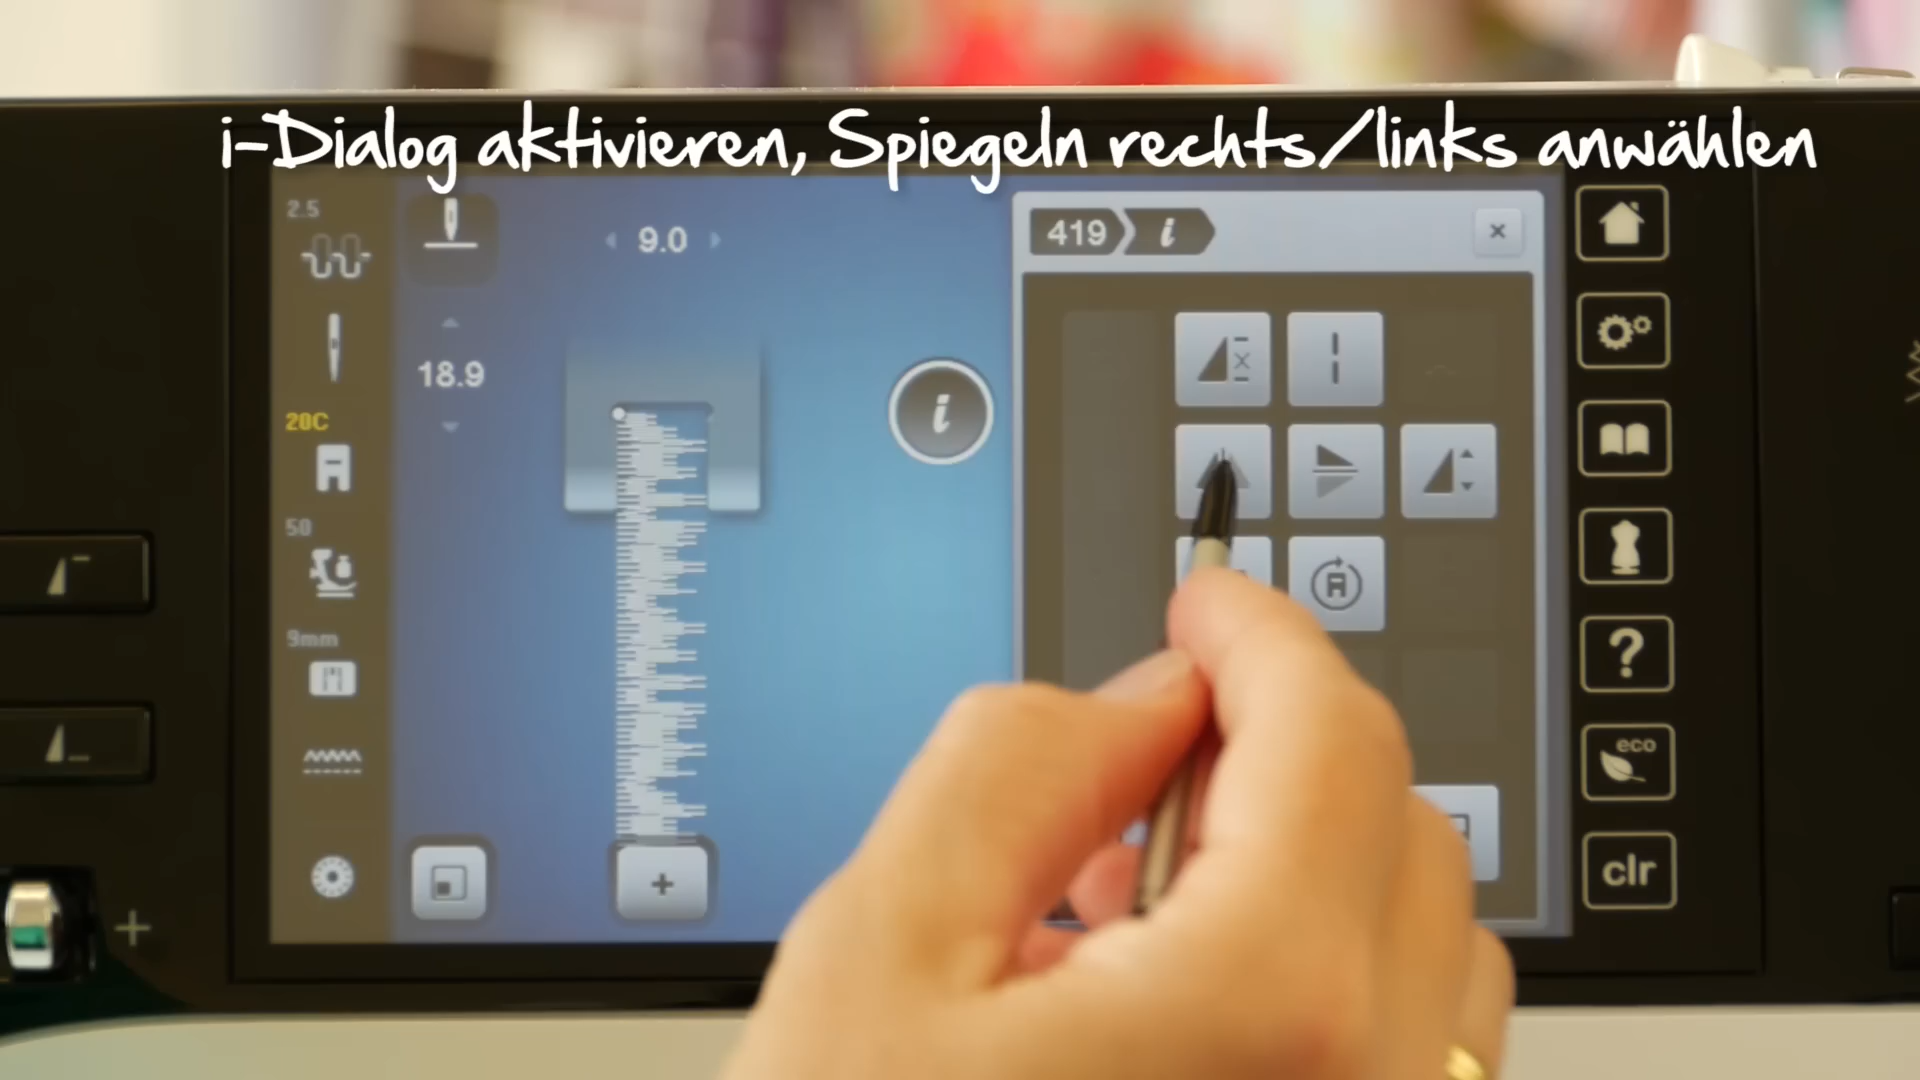 i-Dialog aktivieren, Spiegeln rechts/links anwählen
2.5
9.0
419 i
18.9
i
20C
50
9mm
+
eco
clr
?
+